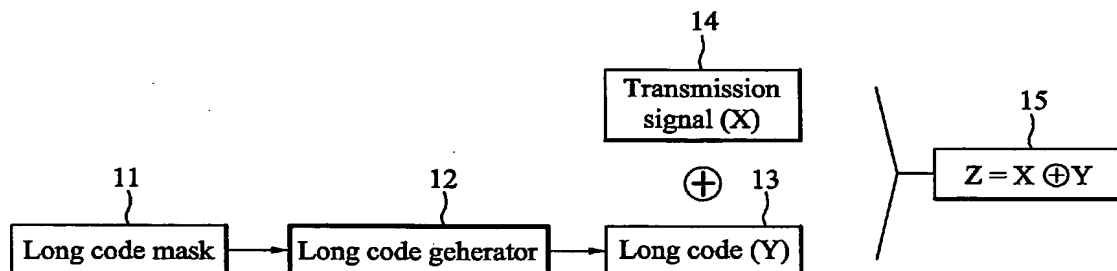 14
Transmission
signal (X)
15
Z = X ⊕ Y
11
12
⊕
13
Long code mask
Long code geherator
Long code (Y)